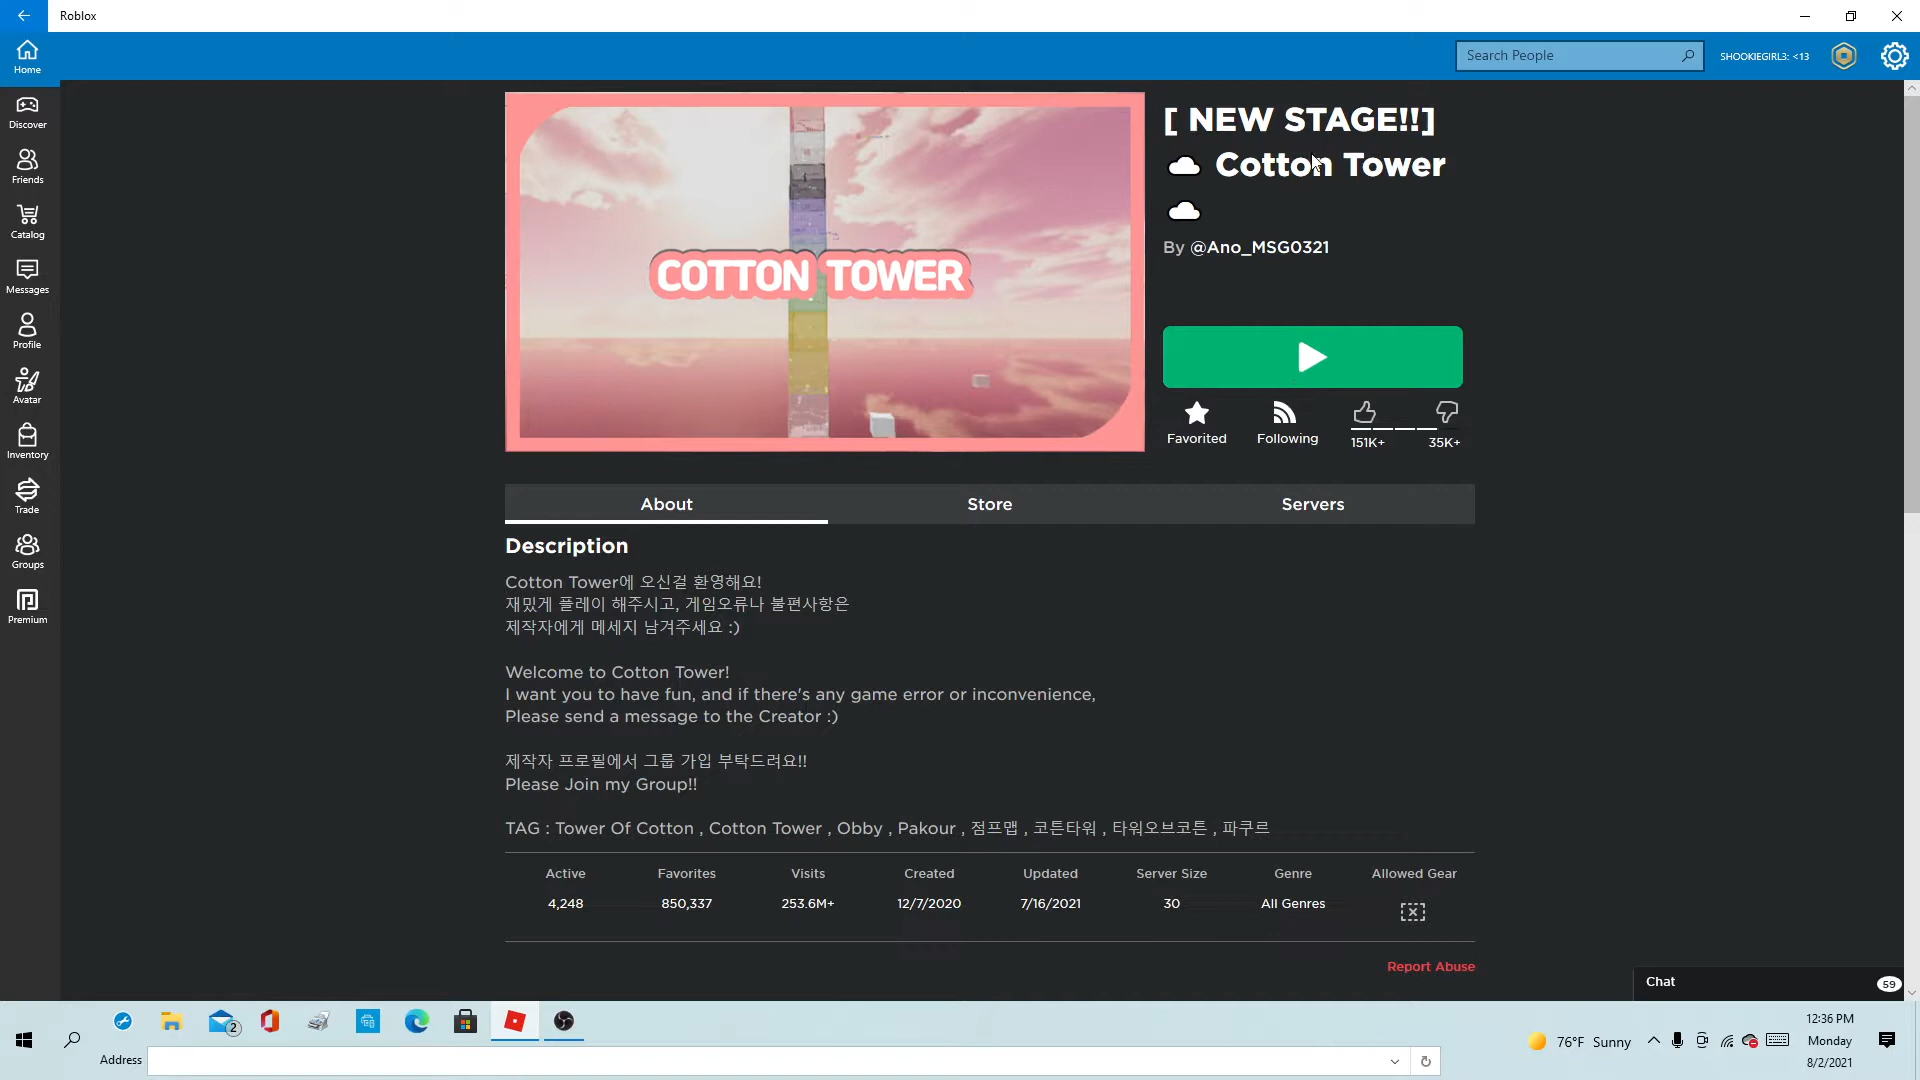 Roblox
Home
Search People
SHOOKIEGIRL3: <13
Discover
Friends
Catalog
Messages
Profile
Avatar
Inventory
Trade
Groups
Premium
COTTON TOWER
[ NEW STAGE!!]
Cotton Tower
By @Ano_MSG0321
Favorited
Following
151K+
35K+
About
Store
Servers
Description
Cotton Tower에 오신걸 환영해요!
재밌게 플레이 해주시고, 게임오류나 불편사항은
제작자에게 메세지 남겨주세요 :)
Welcome to Cotton Tower!
I want you to have fun, and if there's any game error or inconvenience,
Please send a message to the Creator :)
제작자 프로필에서 그룹 가입 부탁드려요!!
Please Join my Group!!
TAG : Tower Of Cotton , Cotton Tower , Obby , Pakour , 점프맵 , 코튼타워 , 타워오브코튼 , 파쿠르
Active Favorites Visits Created Updated Server Size Genre Allowed Gear
4,248 850,337 253.6M+ 12/7/2020 7/16/2021 30 All Genres
Report Abuse
Chat 59
2
76°F Sunny
12:36 PM
Monday
8/2/2021
Address